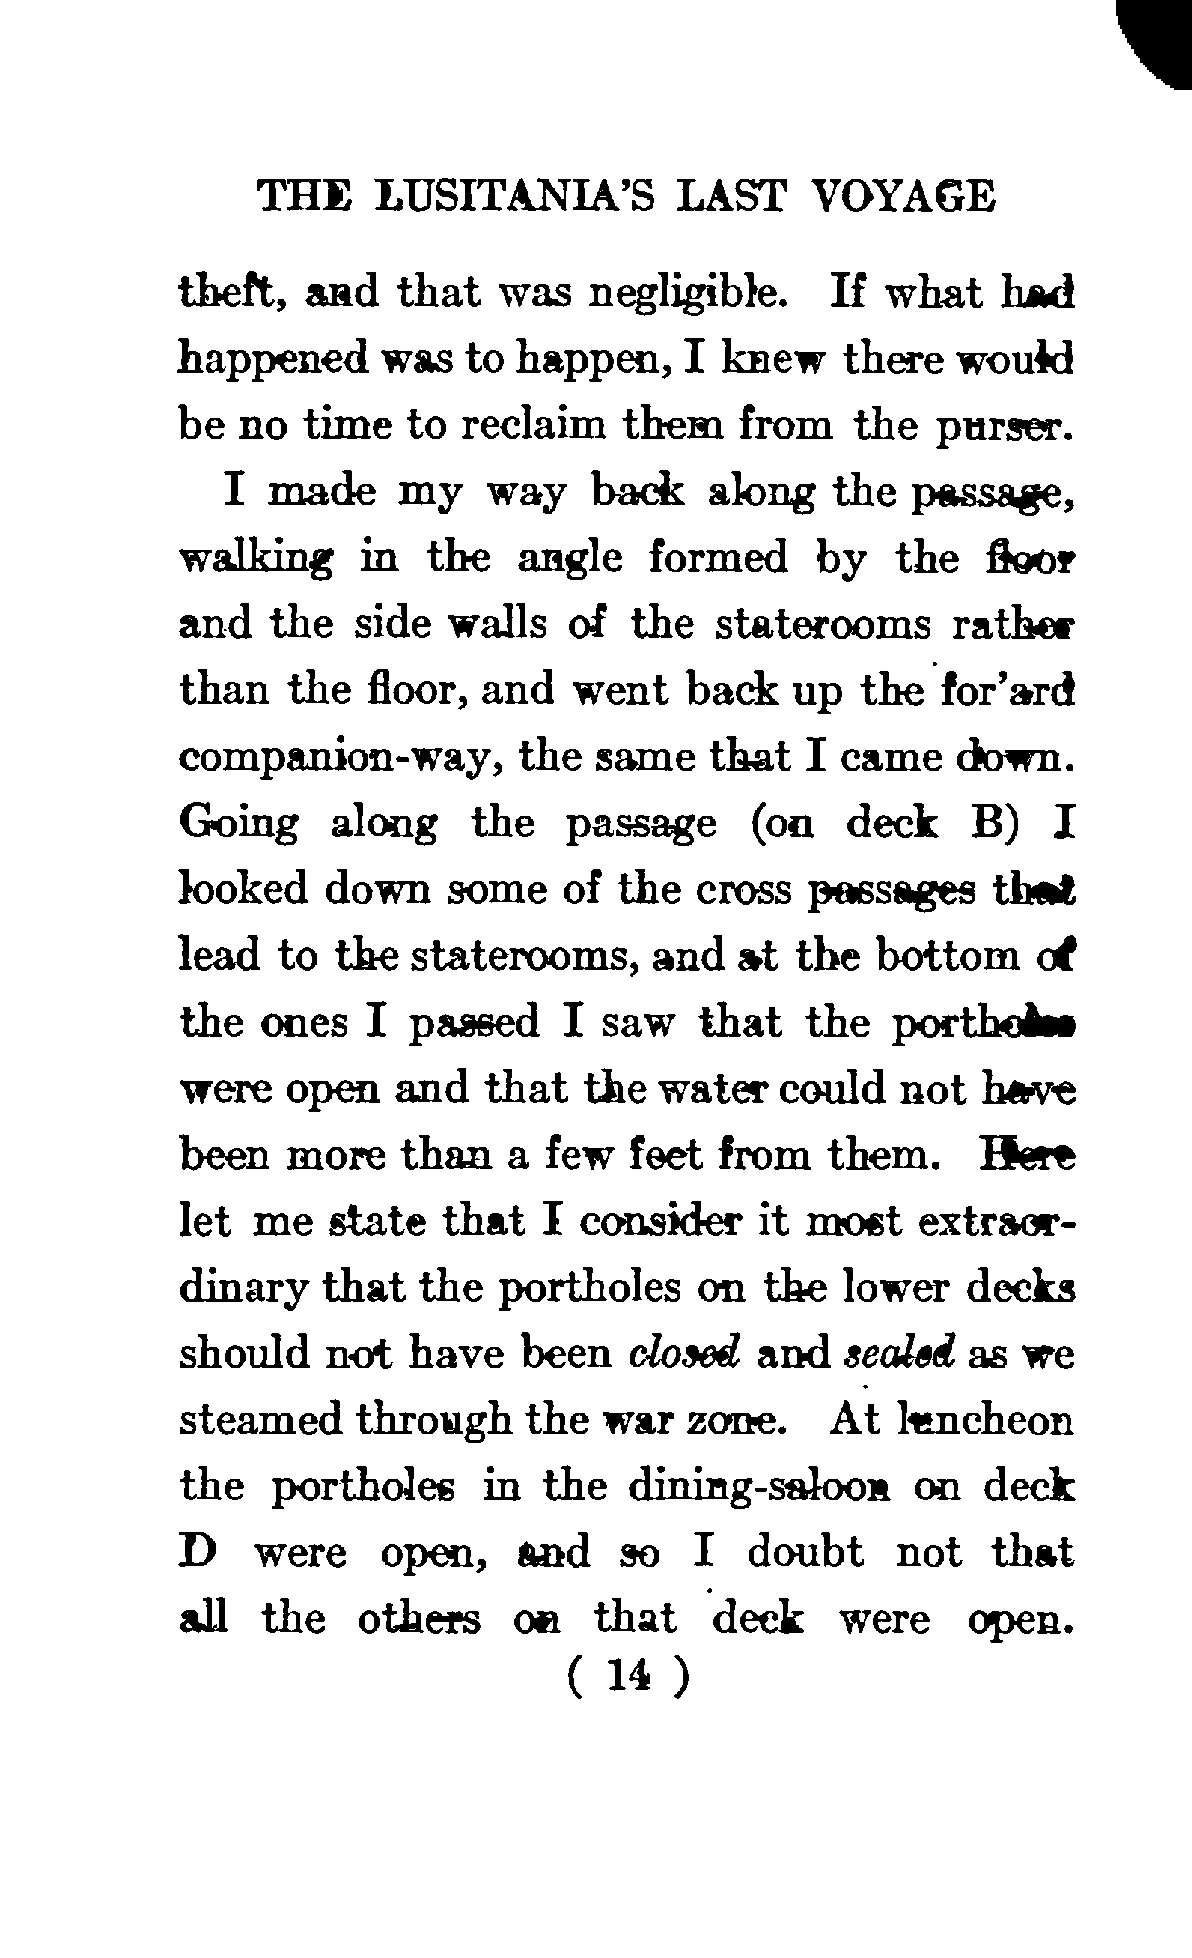 THE LUSITANIA'S LAST VOYAGE
theft, and that was negligible. If what had
happened was to happen, I knew there would
be no time to reclaim them from the purser.
I made my way back along the passage,
walking in the angle formed by the floor
and the side walls of the staterooms rather
than the floor, and went back up the for'ard
companion-way, the same that I came down.
Going along the passage (on deck B) I
looked down some of the cross passages that
lead to the staterooms, and at the bottom of
the ones I passed I saw that the portholes
were open and that the water could not have
been more than a few feet from them. Here
let me state that I consider it most extraor-
dinary that the portholes on the lower decks
should not have been closed and sealed as we
steamed through the war zone. At luncheon
the portholes in the dining-saloon on deck
D were open, and so I doubt not that
all the others on that deck were open.
( 14 )